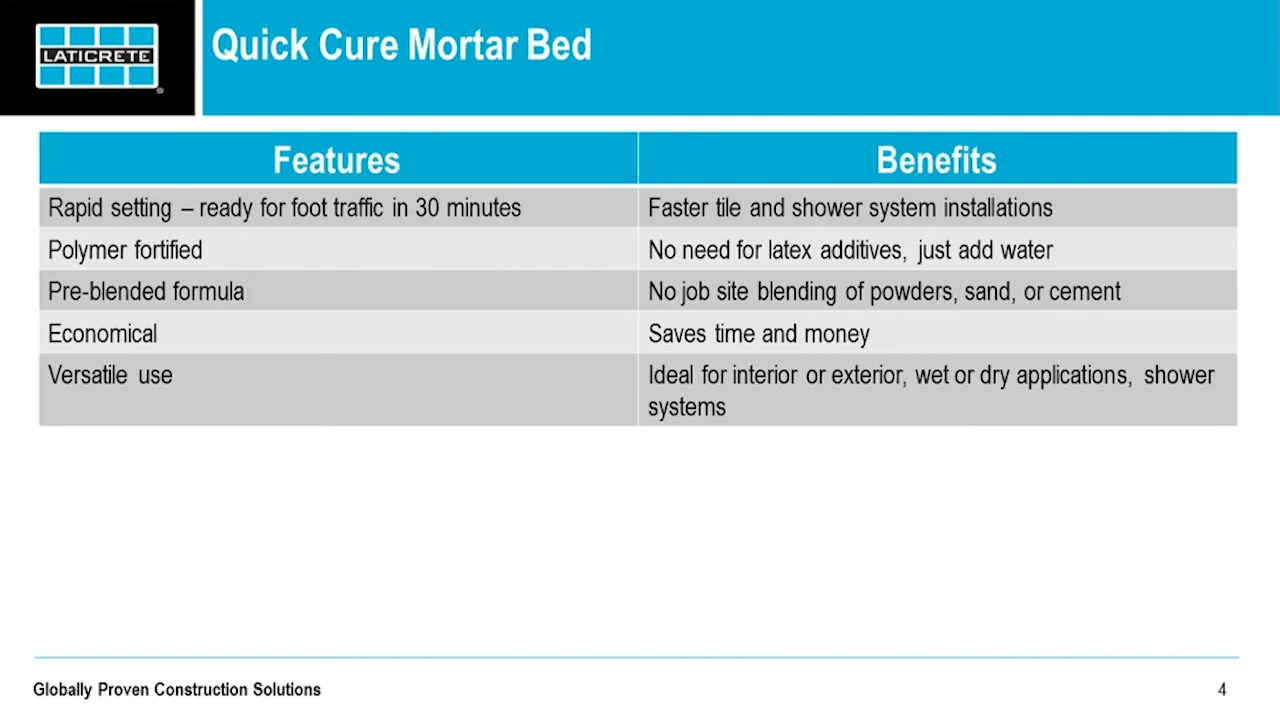 LATICRETE
®
Quick Cure Mortar Bed
Features
Benefits
Rapid setting – ready for foot traffic in 30 minutes
Faster tile and shower system installations
Polymer fortified
No need for latex additives, just add water
Pre-blended formula
No job site blending of powders, sand, or cement
Economical
Saves time and money
Versatile use
Ideal for interior or exterior, wet or dry applications, shower
systems
Globally Proven Construction Solutions
4